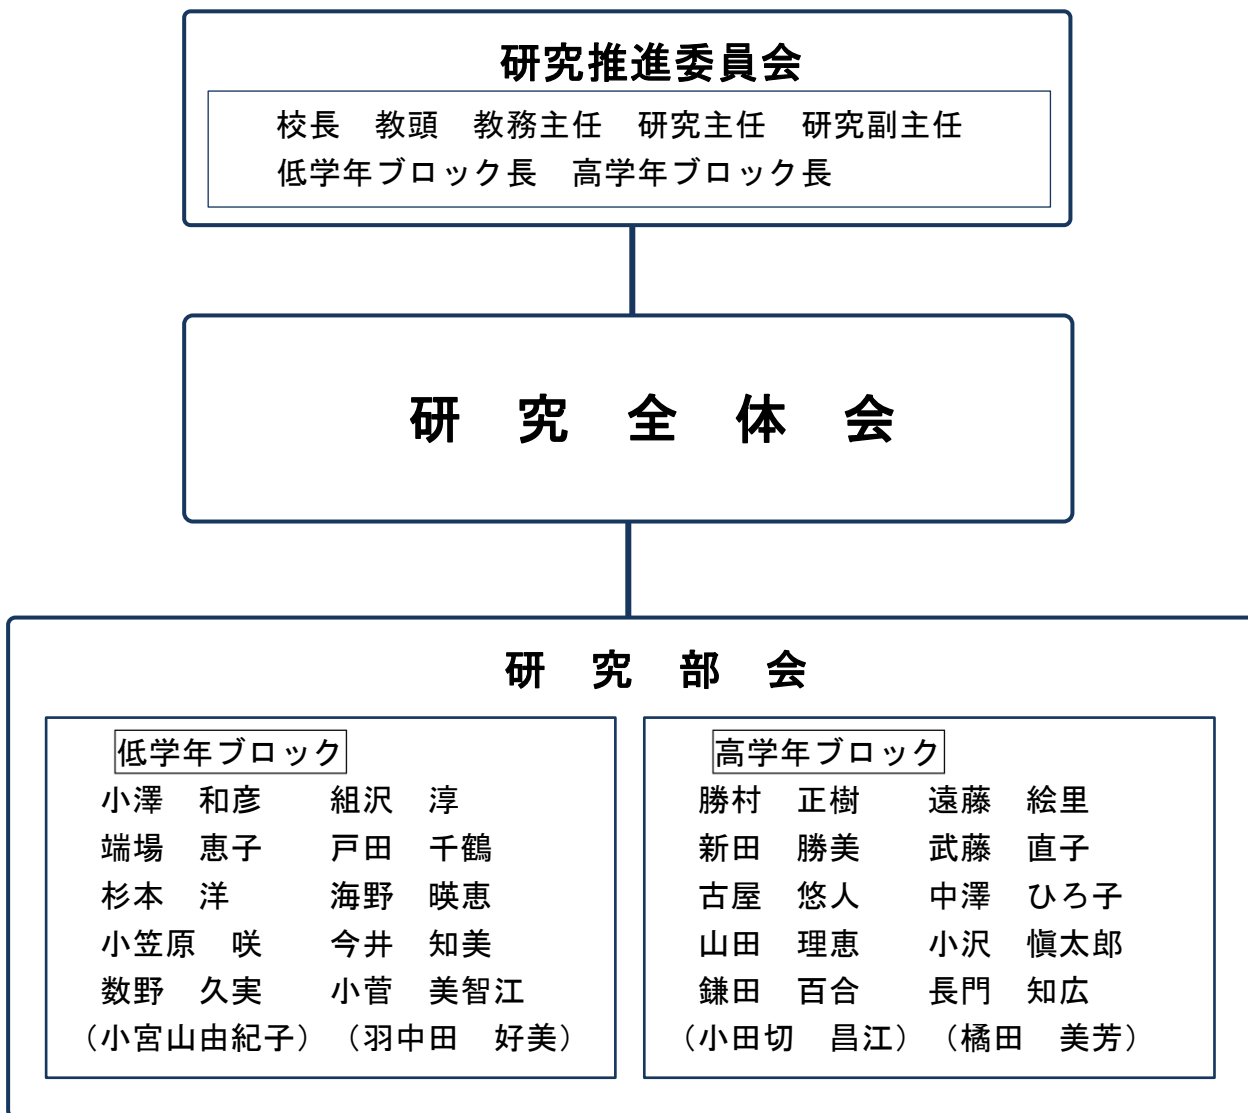 研究推進委員会
校長　教頭　教務主任　研究主任　研究副主任
低学年ブロック長　高学年ブロック長
研　究　全　体　会
研　究　部　会
低学年ブロック
小澤　和彦　　組沢　淳
端場　恵子　　戸田　千鶴
杉本　洋　　　海野　暎恵
小笠原　咲　　今井　知美
数野　久実　　小菅　美智江
（小宮山由紀子）（羽中田　好美）
高学年ブロック
勝村　正樹　　遠藤　絵里
新田　勝美　　武藤　直子
古屋　悠人　　中澤　ひろ子
山田　理恵　　小沢　愼太郎
鎌田　百合　　長門　知広
（小田切　昌江）（橘田　美芳）